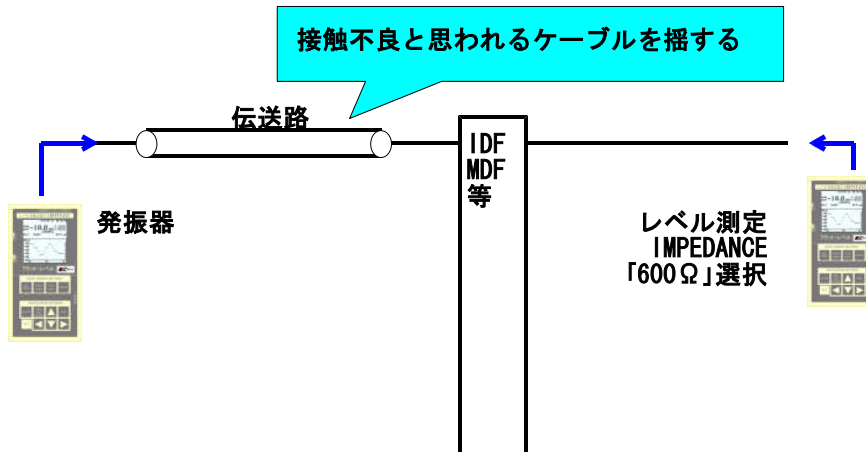 接触不良と思われるケーブルを揺する
伝送路
IDF
MDF
等
発振器
レベル測定
IMPEDANCE
「600Ω」選択